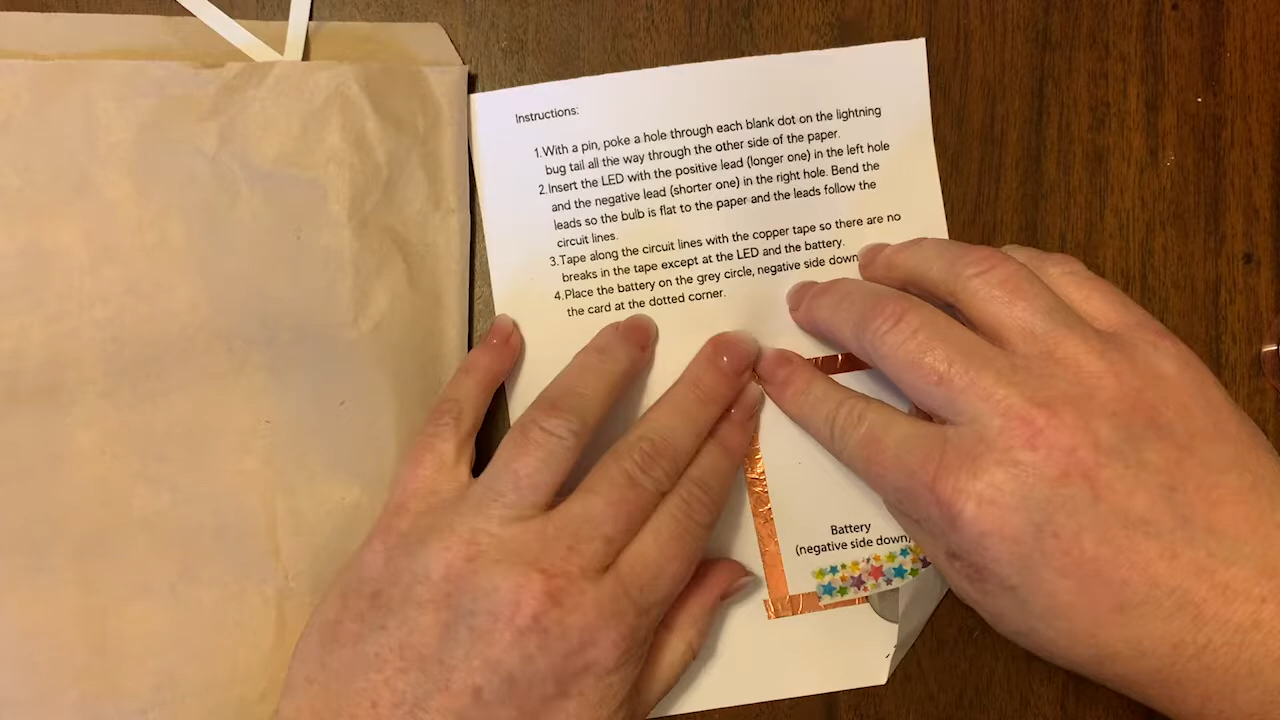 Instructions:
1.With a pin, poke a hole through each blank dot on the lightning
bug tail all the way through the other side of the paper.
2.Insert the LED with the positive lead (longer one) in the left hole
and the negative lead (shorter one) in the right hole. Bend the
leads so the bulb is flat to the paper and the leads follow the
circuit lines.
3.Tape along the circuit lines with the copper tape so there are no
breaks in the tape except at the LED and the battery.
4.Place the battery on the grey circle, negative side down
the card at the dotted corner.
Battery
(negative side down)